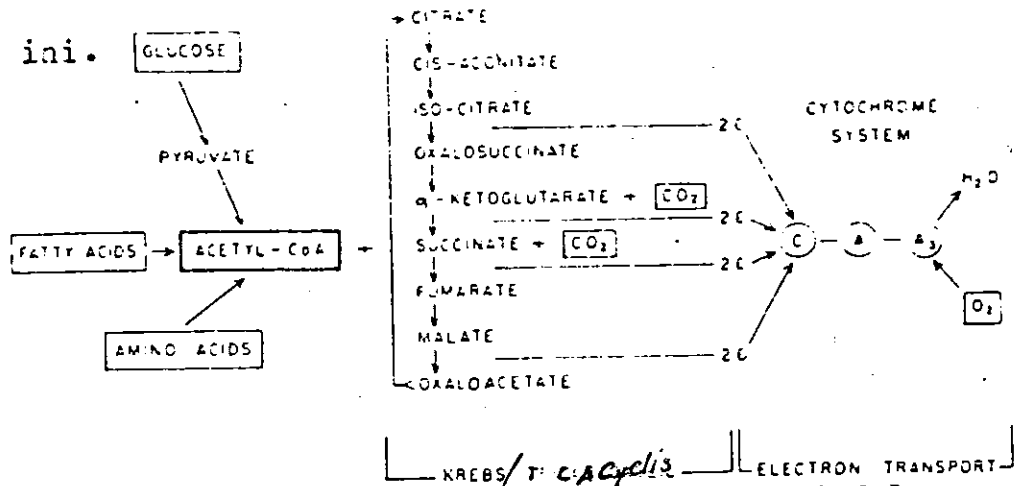 ini.
GLUCOSE
PYRUVATE
FATTY ACIDS
ACETYL-CoA
AMINO ACIDS
CITRATE
CIS-ACONITATE
ISO-CITRATE
2E
OXALOSUCCINATE
α-KETOGLUTARATE + CO2
2E
SUCCINATE + CO2
2E
FUMARATE
MALATE
2E
OXALOACETATE
CYTOCHROME
SYSTEM
H2O
C - A - A3
O2
KREBS/T CACyclis
ELECTRON TRANSPORT